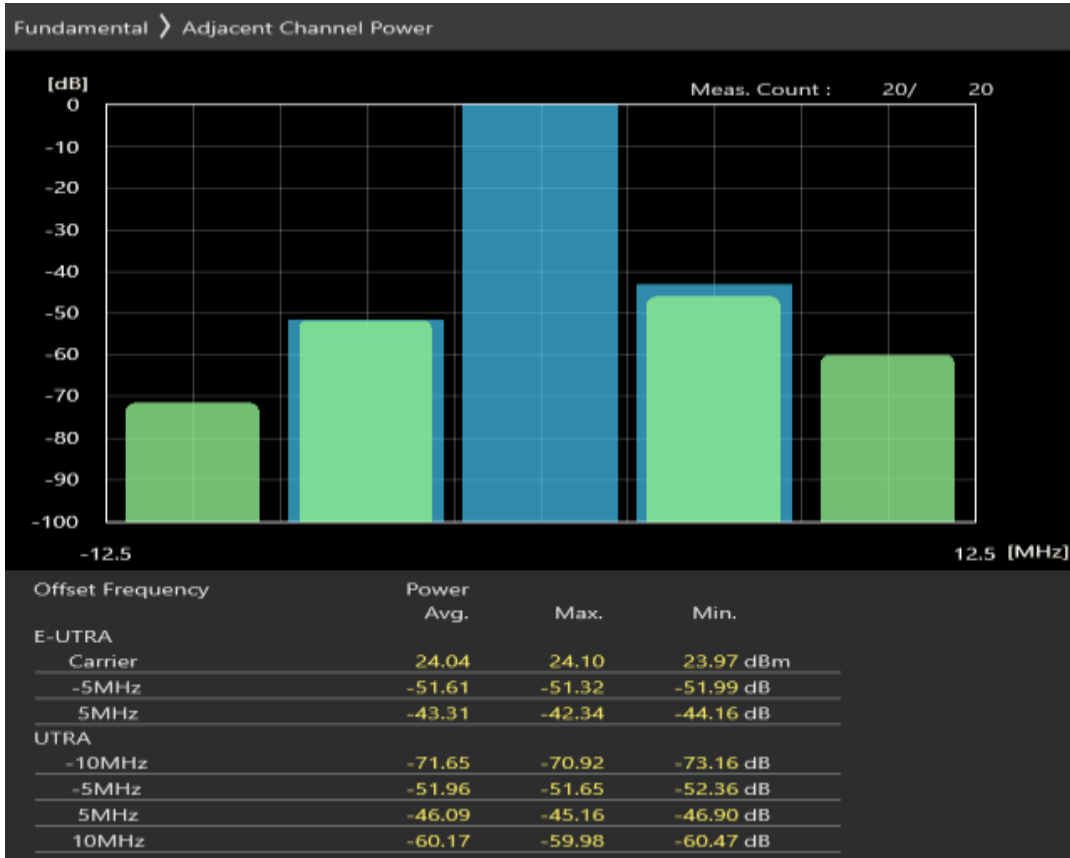 Fundamental 〉 Adjacent Channel Power
[dB]
Meas. Count : 20/ 20
0
-10
-20
-30
-40
-50
-60
-70
-80
-90
-100
-12.5 12.5 [MHz]
Offset Frequency Power
Avg. Max. Min.
E-UTRA
Carrier 24.04 24.10 23.97 dBm
-5MHz -51.61 -51.32 -51.99 dB
5MHz -43.31 -42.34 -44.16 dB
UTRA
-10MHz -71.65 -70.92 -73.16 dB
-5MHz -51.96 -51.65 -52.36 dB
5MHz -46.09 -45.16 -46.90 dB
10MHz -60.17 -59.98 -60.47 dB